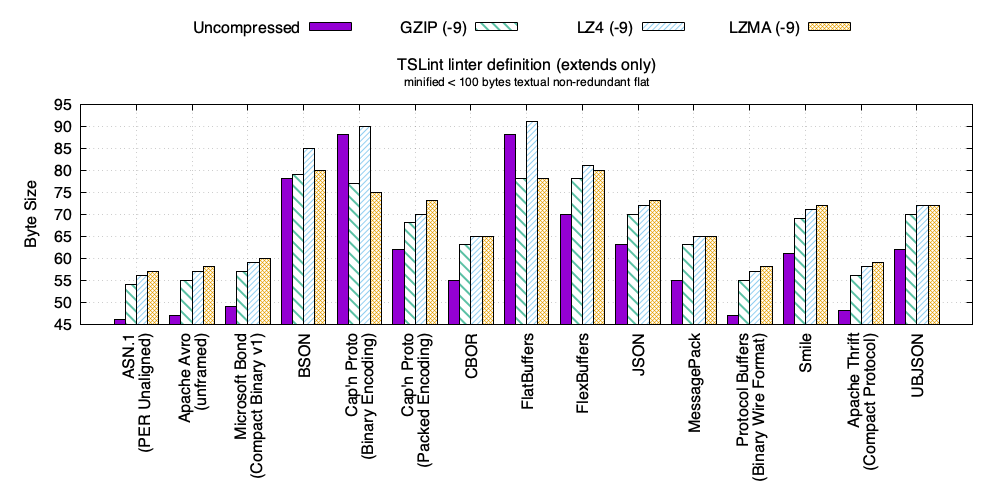 Uncompressed GZIP (-9) LZ4 (-9) LZMA (-9)
TSLint linter definition (extends only)
minified < 100 bytes textual non-redundant flat
Byte Size
95
90
85
80
75
70
65
60
55
50
45
ASN.1
(PER Unaligned)
Apache Avro
(unframed)
Microsoft Bond
(Compact Binary v1)
BSON
Cap'n Proto
(Binary Encoding)
Cap'n Proto
(Packed Encoding)
CBOR
FlatBuffers
FlexBuffers
JSON
MessagePack
Protocol Buffers
(Binary Wire Format)
Smile
Apache Thrift
(Compact Protocol)
UBJSON